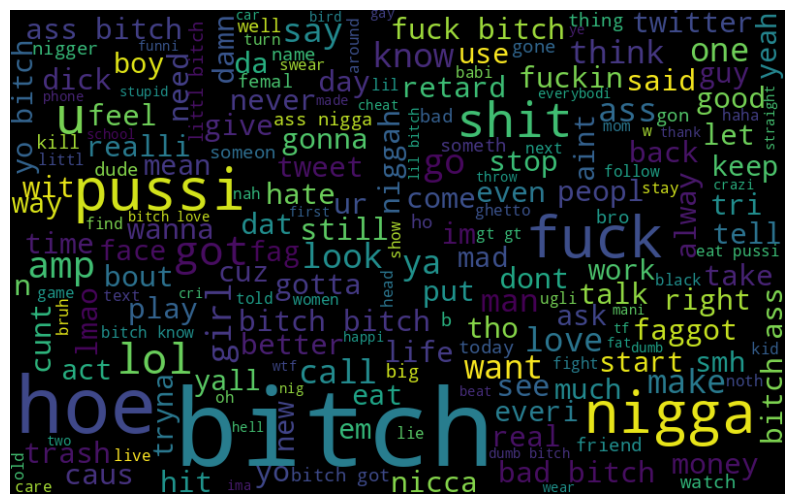 ass bitch
say
fuck bitch
thing
twitter
car
well
bird
gay
turn
around
ye
nigger
boy
damn
da
know
use
think
one
yeah
funni
name
gone
dick
need
littl bitch
femal
swear
day
lil
retard
babi
fuckin
said
guy
phone
stupid
yo bitch
u
feel
never
ass nigga
made
cheat
shit
everybodi
ass
good
straight
kill
school
give
niggah
bad
gon
haha
realli
someon
gonna
someth
aint
mom
w
thank
let
littl
dude
mean
tweet
go
lil bitch
stop
next
follow
back
keep
wit
pussi
nah
hate
come
even
throw
peopl
stay
crazi
way
find
bitch love
ur
ho
ghetto
tri
wanna
dat
first
still
im
gt gt
fuck
bro
alway
tell
time
face
got
fag
look
show
ya
mad
eat pussi
n
amp
bout
cuz
gotta
head
put
dont
work
black
take
game
text
cri
told
women
man
ugli
mani
talk
right
cunt
bruh
lmao
play
girl
bitch bitch
b
tho
ask
tf
faggot
bitch know
better
happi
life
today
love
fat
dumb
lol
wtf
big
want
fight
start
smh
kid
act
yall
call
see
much
make
noth
bitch ass
hoe
tryna
oh
nig
new
eat
beat
everi
nigga
bitch
hell
em
lie
real
friend
two
trash
live
dumb bitch
bad bitch
money
old
care
caus
hit
ima
yo
bitch got
nicca
wear
watch